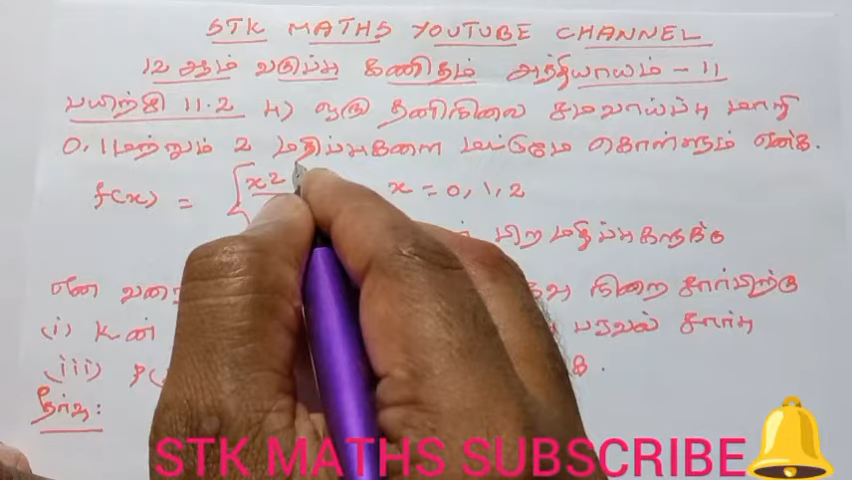 STK MATHS YOUTUBE CHANNEL
12 ஆம் வகுப்பு கணிதம் அத்தியாயம் - 11
பயிற்சி 11.2 4) ஒரு தனிநிலை சமவாய்ப்பு மாறி
0, 1 மற்றும் 2 மதிப்புகளை மட்டுமே கொள்ளும் என்க.
f(x) = { x2 x = 0, 1, 2
பிற மதிப்புகளுக்கு
என நிறை சார்பிற்கு
(i) K ன் பரவல் சார்பு
(iii) P(
தீர்வு:
STK MATHS SUBSCRIBE